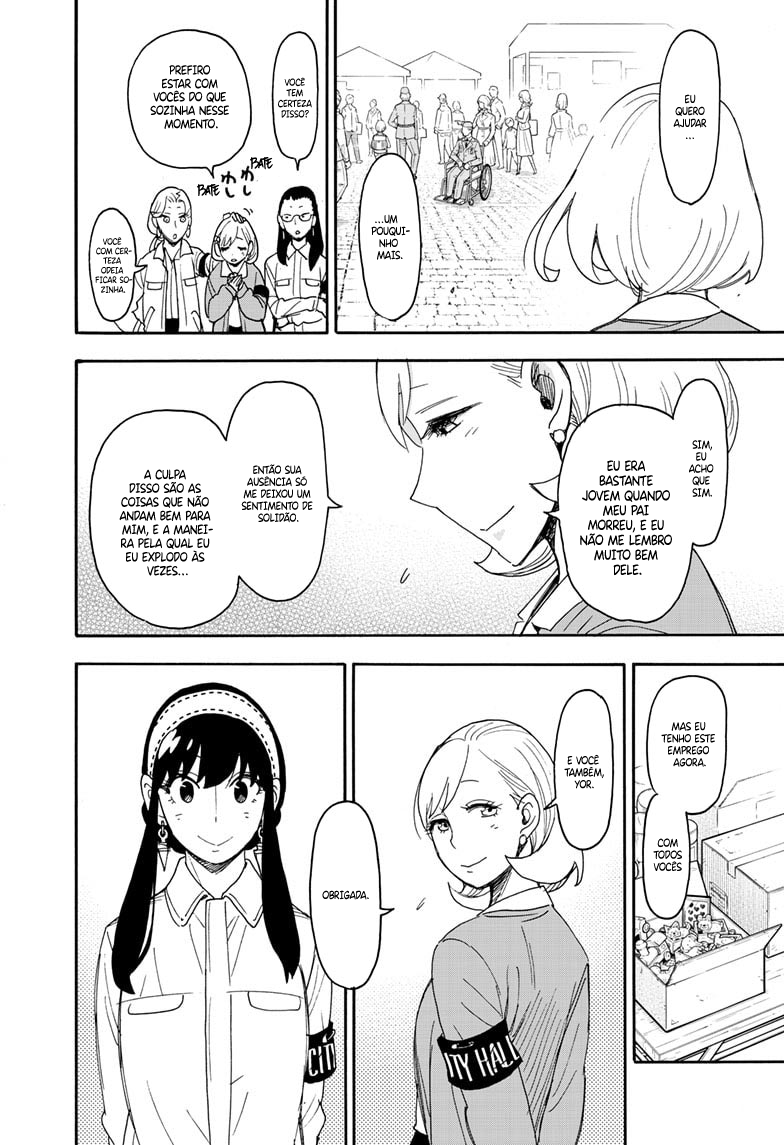 EU
QUERO
AJUDAR
...
...UM
POUQUI-
NHO
MAIS.
VOCÊ
TEM
CERTEZA
DISSO?
PREFIRO
ESTAR COM
VOCÊS DO QUE
SOZINHA NESSE
MOMENTO.
BATE
わしわし
BATE
VOCÊ
COM CER-
TEZA
ODEIA
FICAR SO-
ZINHA.
SIM,
EU
ACHO
QUE
SIM.
EU ERA
BASTANTE
JOVEM QUANDO
MEU PAI
MORREU, E EU
NÃO ME LEMBRO
MUITO BEM
DELE.
ENTÃO SUA
AUSÊNCIA SÓ
ME DEIXOU UM
SENTIMENTO DE
SOLIDÃO.
A CULPA
DISSO SÃO AS
COISAS QUE NÃO
ANDAM BEM PARA
MIM, E A MANEI-
RA PELA QUAL EU
EU EXPLODO ÀS
VEZES...
MAS EU
TENHO ESTE
EMPREGO
AGORA.
COM
TODOS
VOCÊS
E VOCÊ
TAMBÉM,
YOR.
ITY HALL
OBRIGADA.
CIT